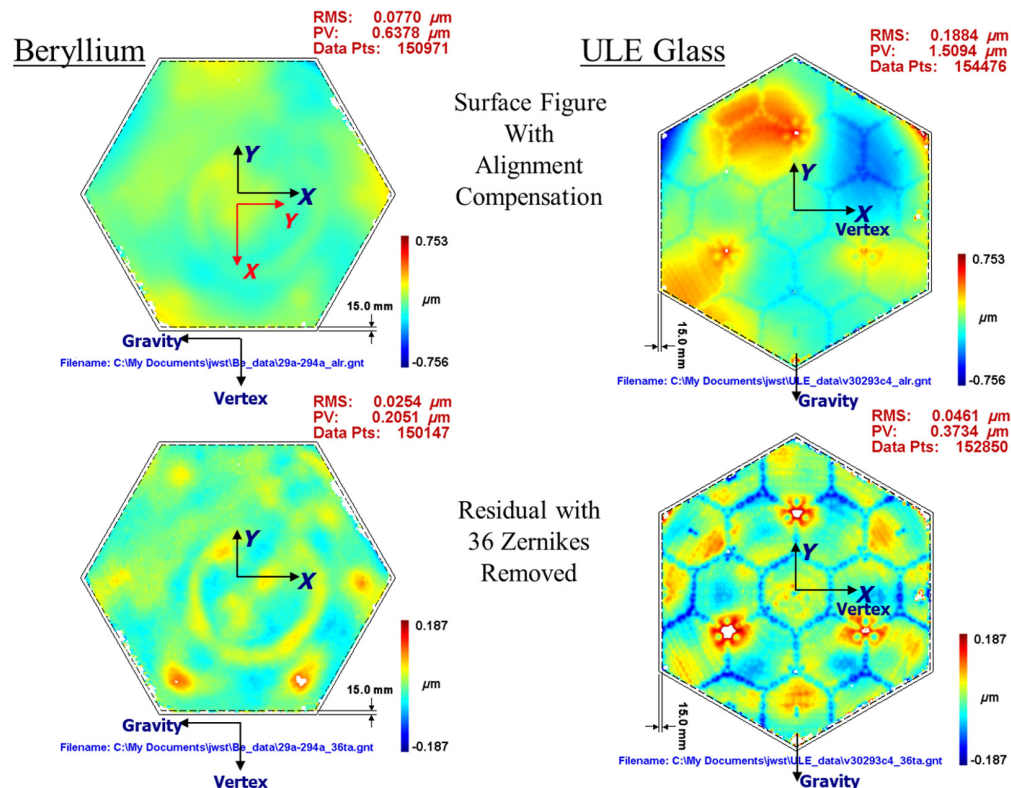 Beryllium
RMS: 0.0770 µm
PV: 0.6378 µm
Data Pts: 150971
Y
X
Y
X
0.753
µm
-0.756
15.0 mm
Gravity
Filename: C:\My Documents\jwst\Be_data\29a-294a_alr.gnt
Vertex
Surface Figure
With
Alignment
Compensation
ULE Glass
RMS: 0.1884 µm
PV: 1.5094 µm
Data Pts: 154476
Y
X
Vertex
0.753
µm
-0.756
15.0 mm
Filename: C:\My Documents\jwst\ULE_data\v30293c4_alr.gnt
Gravity
RMS: 0.0254 µm
PV: 0.2051 µm
Data Pts: 150147
Y
X
0.187
µm
-0.187
15.0 mm
Gravity
Filename: C:\My Documents\jwst\Be_data\29a-294a_36ta.gnt
Vertex
Residual with
36 Zernikes
Removed
RMS: 0.0461 µm
PV: 0.3734 µm
Data Pts: 152850
Y
X
Vertex
0.187
µm
-0.187
15.0 mm
Filename: C:\My Documents\jwst\ULE_data\v30293c4_36ta.gnt
Gravity